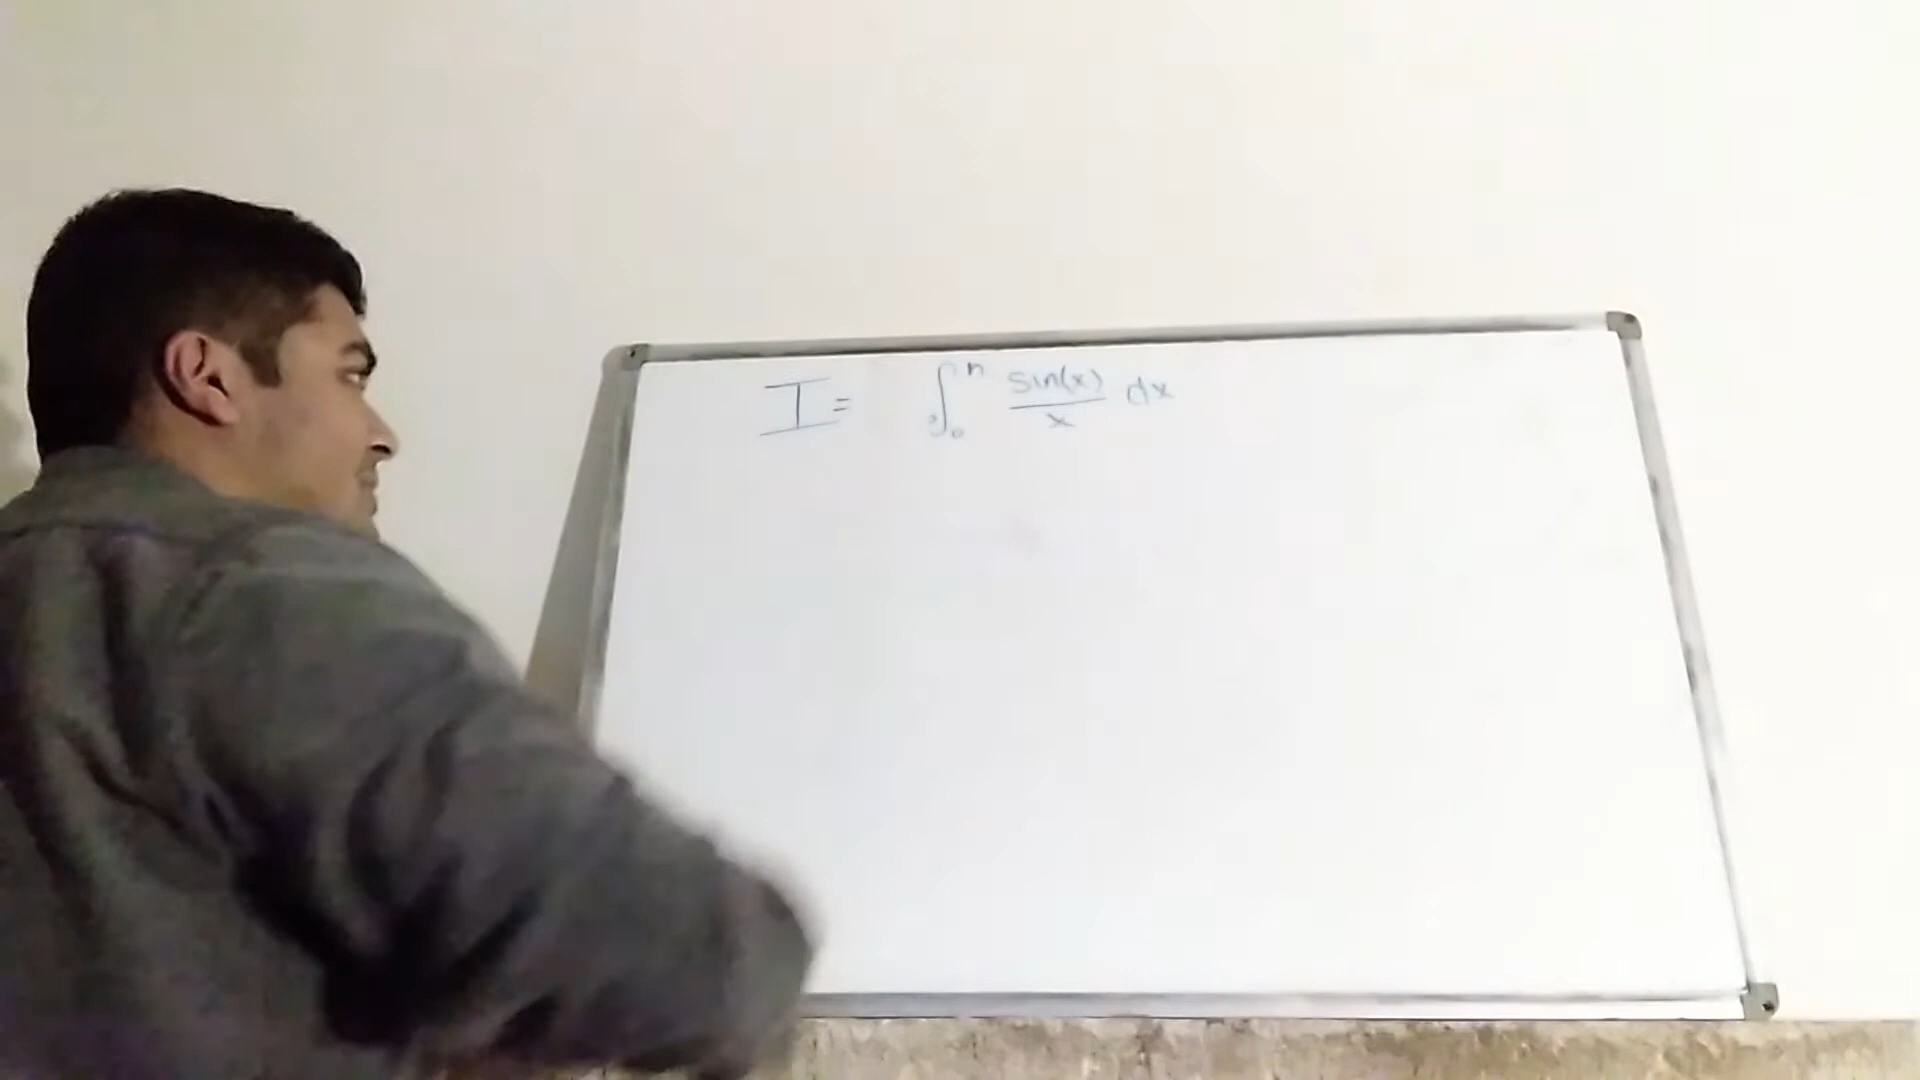 I = ∫₀ⁿ sin(x)/x dx